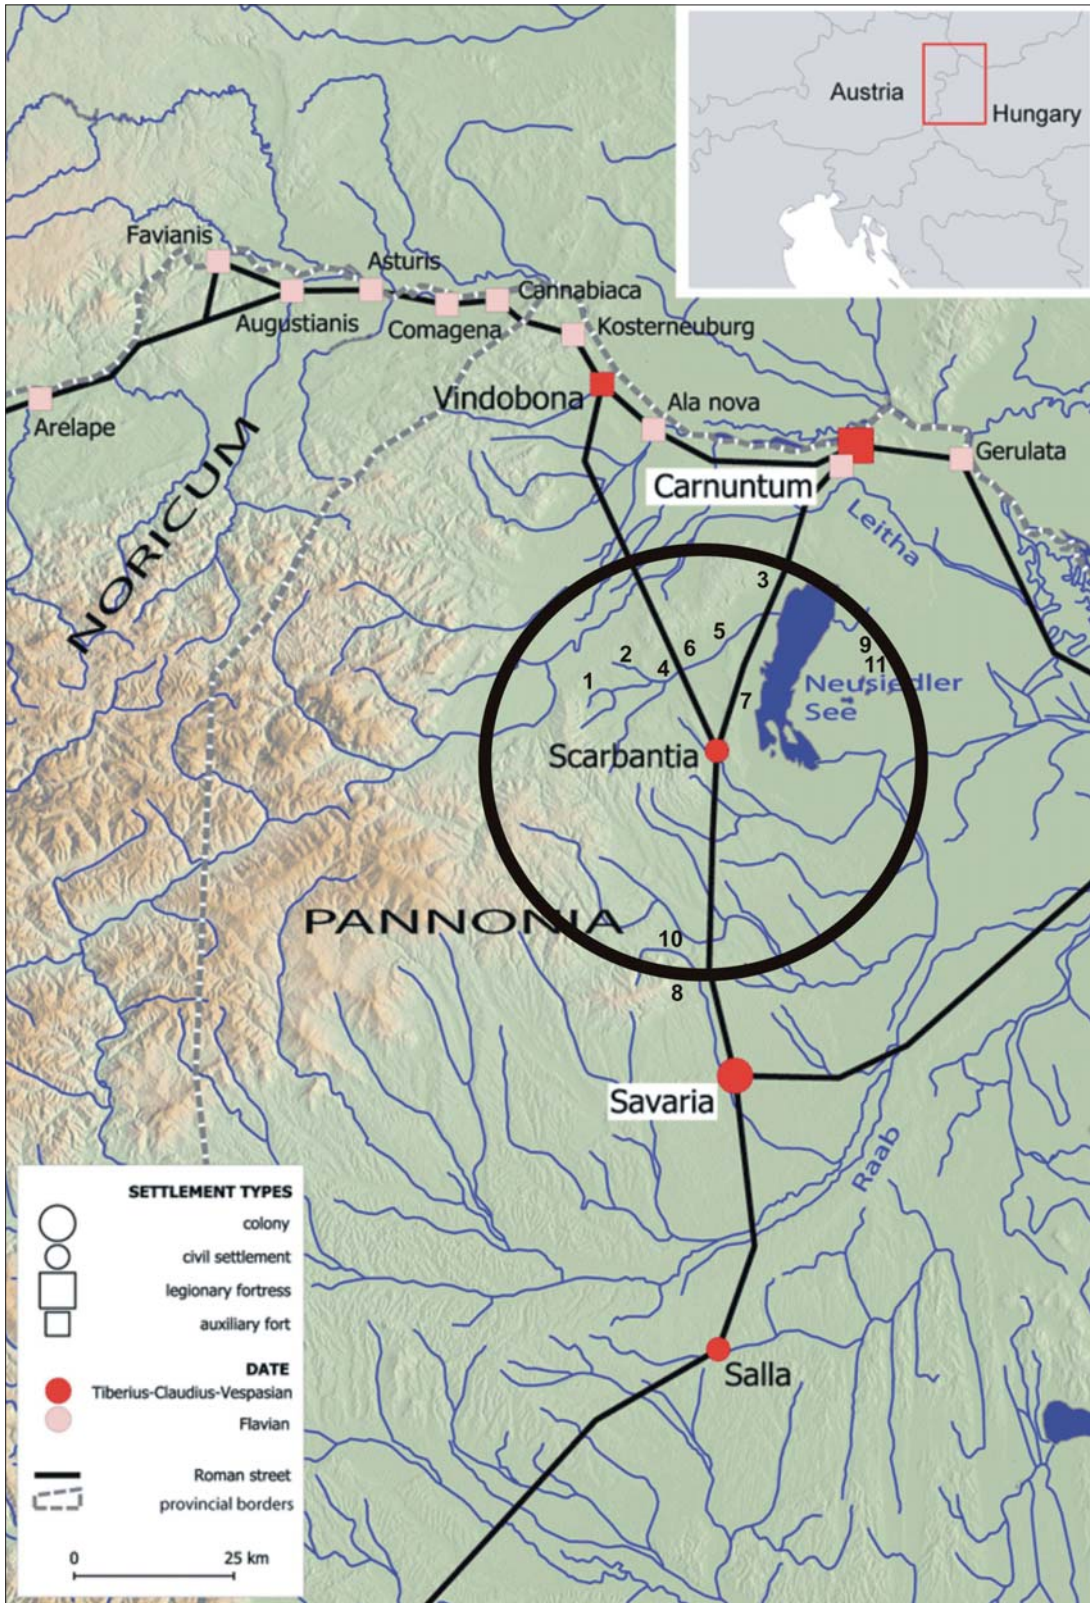 Austria
Hungary
Favianis
Asturis
Cannabiaca
Augustianis
Comagena
Kosterneuburg
Vindobona
Ala nova
Arelape
Gerulata
Carnuntum
NORICUM
Leitha
3
5
9
2
6
11
4
1
Neusiedler
See
7
Scarbantia
PANNONIA
10
8
Savaria
Raab
Salla
SETTLEMENT TYPES
colony
civil settlement
legionary fortress
auxiliary fort
DATE
Tiberius-Claudius-Vespasian
Flavian
Roman street
provincial borders
0 25 km